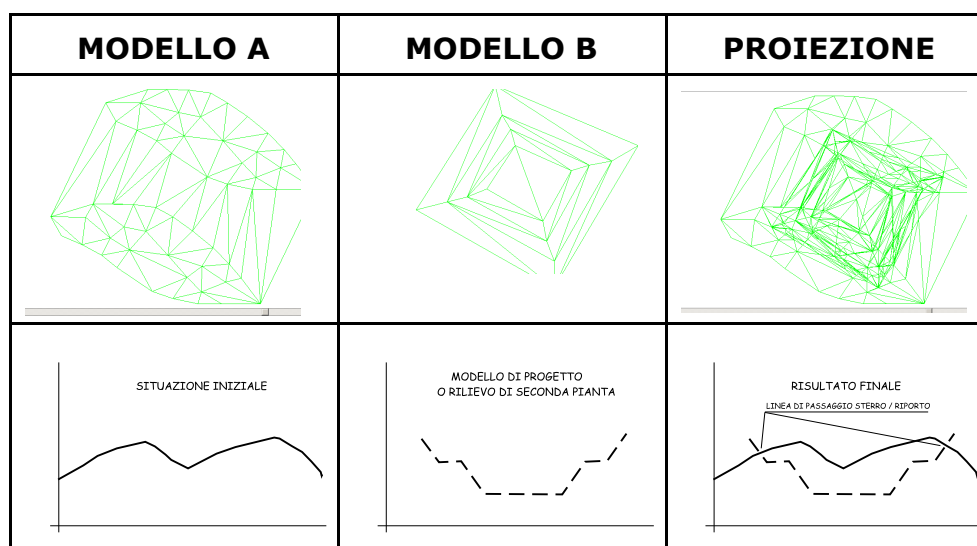 MODELLO A
MODELLO B
PROIEZIONE
SITUAZIONE INIZIALE
MODELLO DI PROGETTO
O RILIEVO DI SECONDA PIANTA
RISULTATO FINALE
LINEA DI PASSAGGIO STERRO / RIPORTO